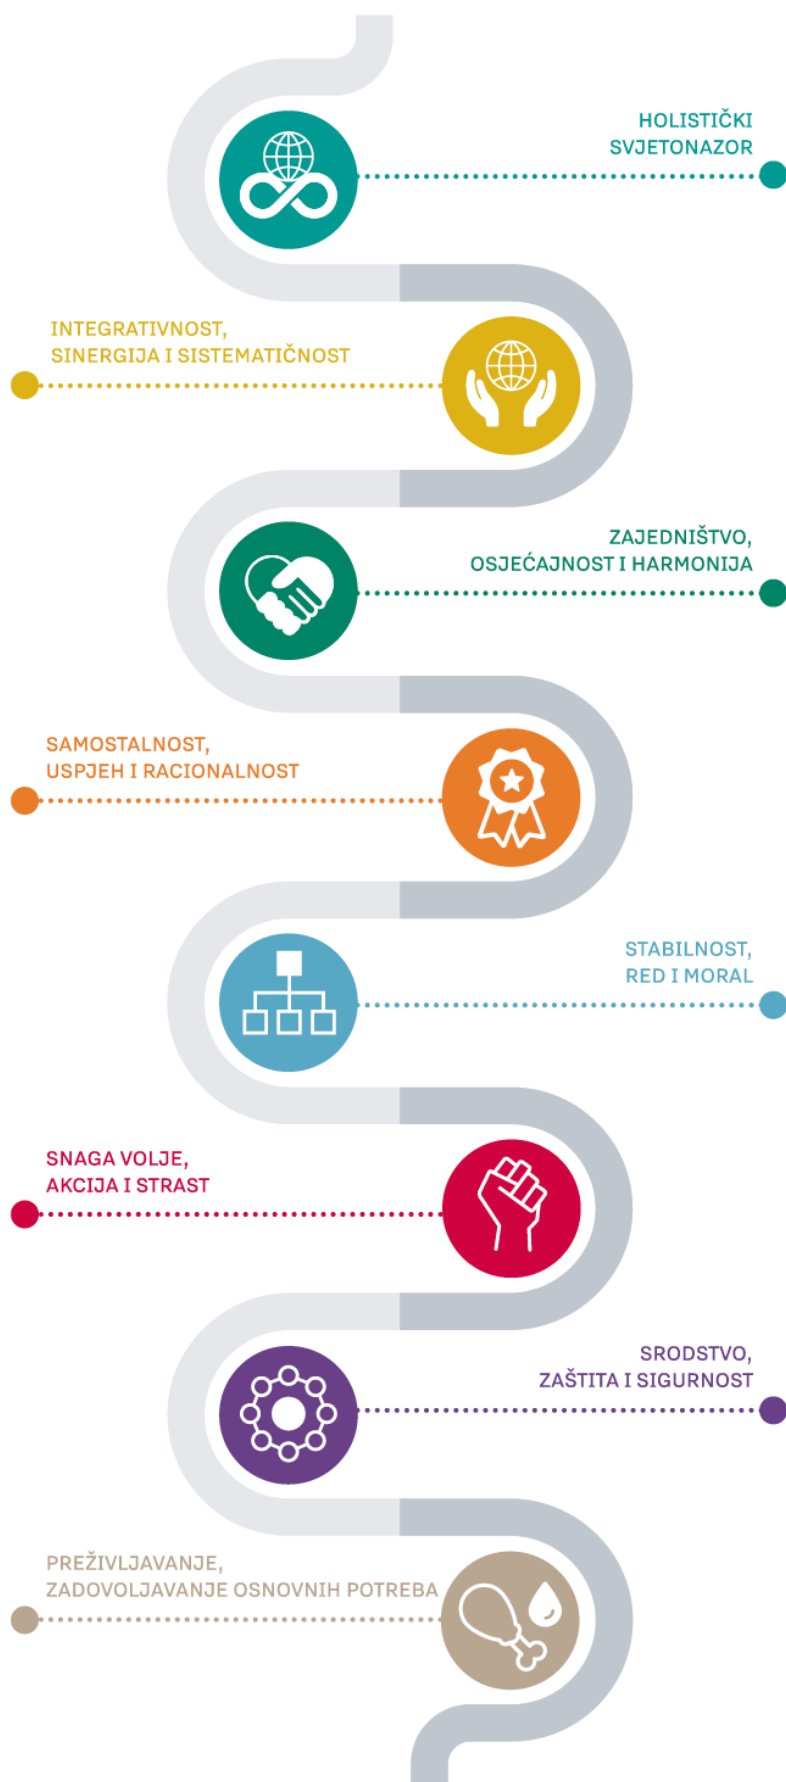 HOLISTIČKI
SVJETONAZOR
INTEGRATIVNOST,
SINERGIJA I SISTEMATIČNOST
ZAJEDNIŠTVO,
OSJEĆAJNOST I HARMONIJA
SAMOSTALNOST,
USPJEH I RACIONALNOST
STABILNOST,
RED I MORAL
SNAGA VOLJE,
AKCIJA I STRAST
SRODSTVO,
ZAŠTITA I SIGURNOST
PREŽIVLJAVANJE,
ZADOVOLJAVANJE OSNOVNIH POTREBA